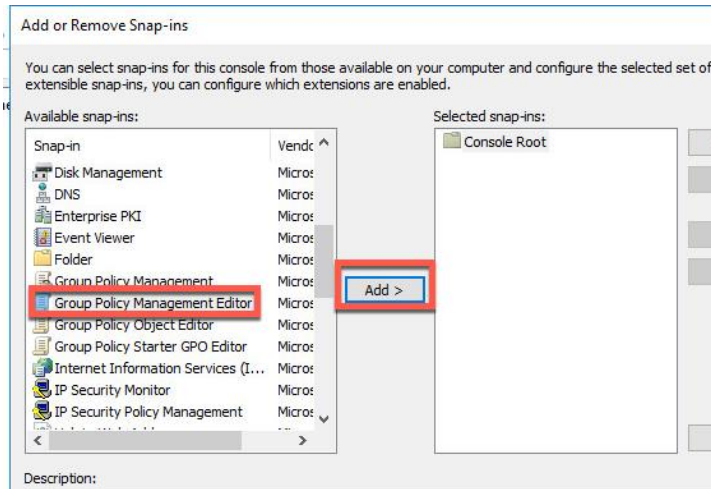 Add or Remove Snap-ins
You can select snap-ins for this console from those available on your computer and configure the selected set of
extensible snap-ins, you can configure which extensions are enabled.
Available snap-ins:
Selected snap-ins:
Snap-in
Vendc
Console Root
Disk Management Micros
DNS Micros
Enterprise PKI Micros
Event Viewer Micros
Folder Micros
Group Policy Management Micros
Group Policy Management Editor Micros
Add >
Group Policy Object Editor Micros
Group Policy Starter GPO Editor Micros
Internet Information Services (I... Micros
IP Security Monitor Micros
IP Security Policy Management Micros
Description: